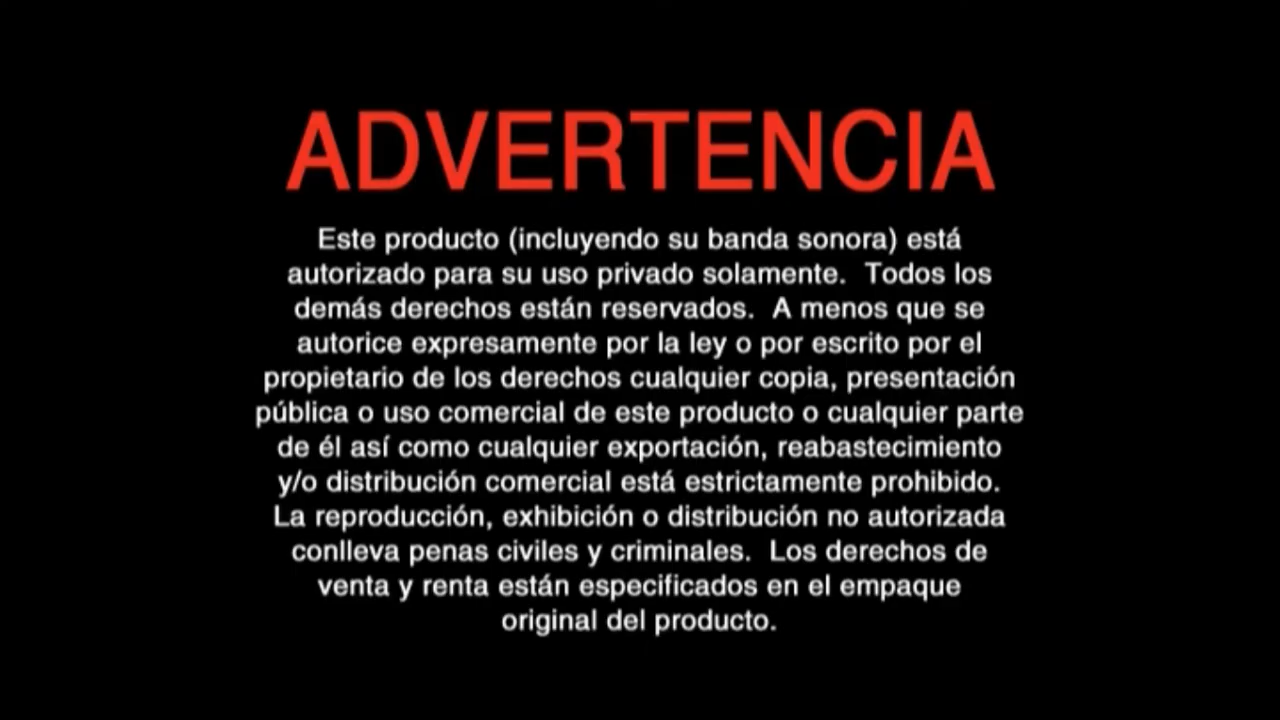 ADVERTENCIA
Este producto (incluyendo su banda sonora) está
autorizado para su uso privado solamente.  Todos los
demás derechos están reservados.  A menos que se
autorice expresamente por la ley o por escrito por el
propietario de los derechos cualquier copia, presentación
pública o uso comercial de este producto o cualquier parte
de él así como cualquier exportación, reabastecimiento
y/o distribución comercial está estrictamente prohibido.
La reproducción, exhibición o distribución no autorizada
conlleva penas civiles y criminales.  Los derechos de
venta y renta están especificados en el empaque
original del producto.